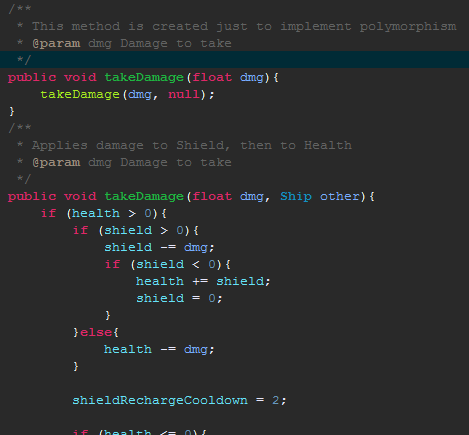 /**
 * This method is created just to implement polymorphism
 * @param dmg Damage to take
 */
public void takeDamage(float dmg){
    takeDamage(dmg, null);
}
/**
 * Applies damage to Shield, then to Health
 * @param dmg Damage to take
 */
public void takeDamage(float dmg, Ship other){
    if (health > 0){
        if (shield > 0){
            shield -= dmg;
            if (shield < 0){
                health += shield;
                shield = 0;
            }
        }else{
            health -= dmg;
        }

        shieldRechargeCooldown = 2;

        if (health <= 0){